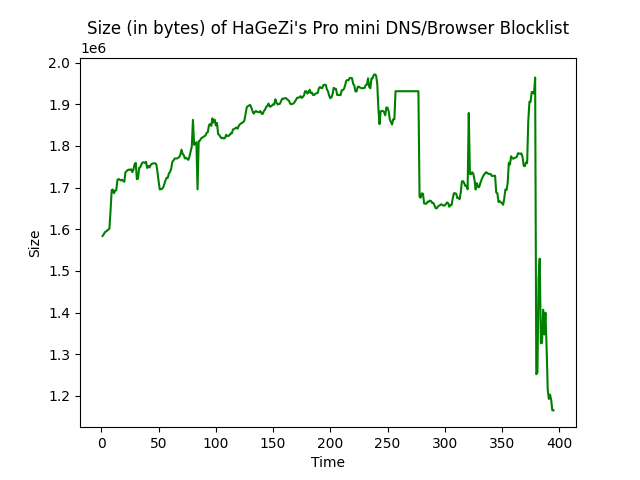 Size (in bytes) of HaGeZi's Pro mini DNS/Browser Blocklist
1e6
2.0
1.9
1.8
1.7
1.6
1.5
1.4
1.3
1.2
Size
0 50 100 150 200 250 300 350 400
Time